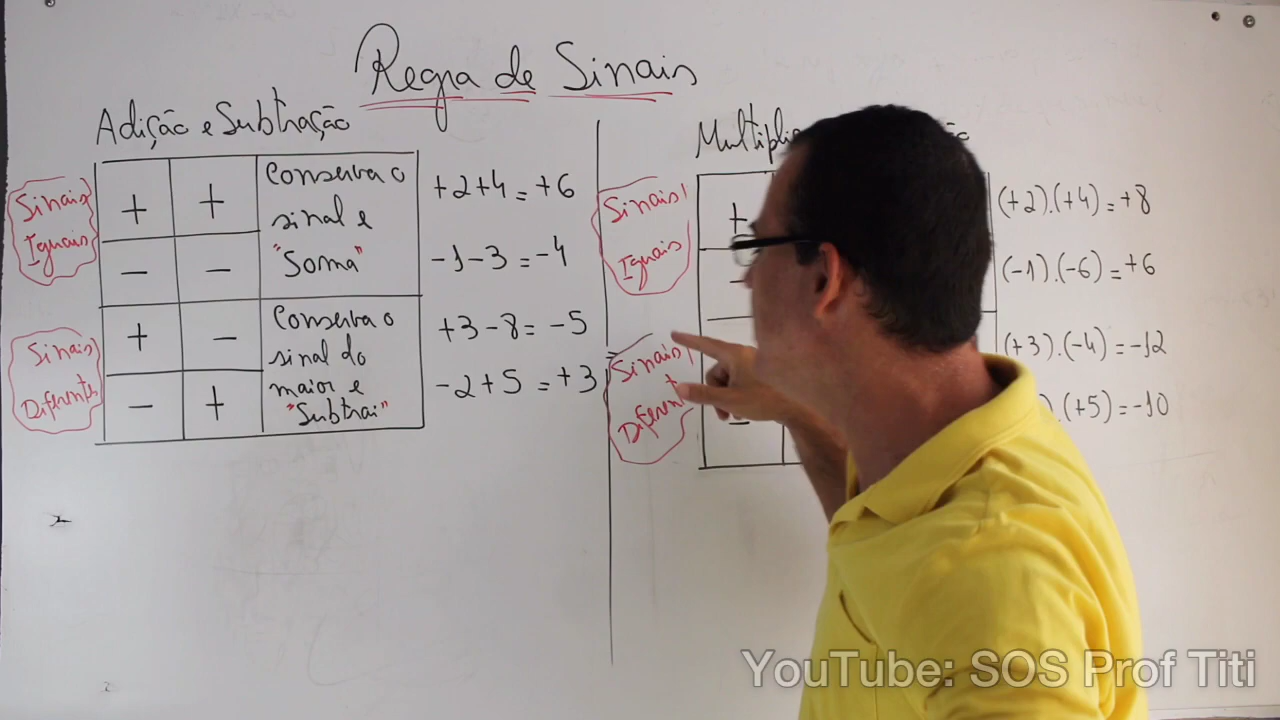 Regra de Sinais
Adição e Subtração
Sinais
Iguais
+ +
- -
Conserva o
sinal e
"Soma"
+2+4=+6
-1-3=-4
Sinais
Diferentes
+ -
- +
Conserva o
sinal do
maior e
"Subtrai"
+3-8=-5
-2+5=+3
Sinais
Iguais
+
-
(+2).(+4)=+8
(-1).(-6)=+6
Sinais
-
(+3).(-4)=-12
).(+5)=-10
YouTube: SOS Prof Titi